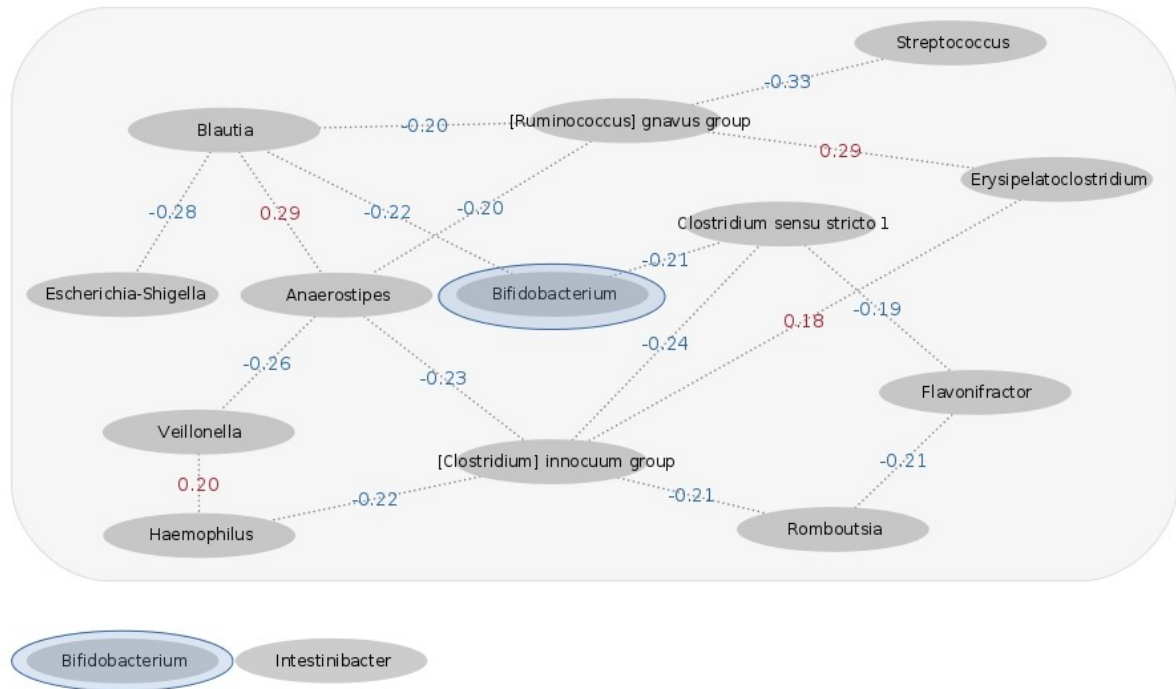 Streptococcus
-0.33
[Ruminococcus] gnavus group
Blautia
-0.20
0.29
Erysipelatoclostridium
-0.28
0.29
-0.22
-0.20
Clostridium sensu stricto 1
-0.21
Escherichia-Shigella
Anaerostipes
Bifidobacterium
0.18
-0.19
-0.24
-0.26
-0.23
Flavonifractor
Veillonella
[Clostridium] innocuum group
-0.21
0.20
-0.22
-0.21
Haemophilus
Romboutsia
Bifidobacterium
Intestinibacter